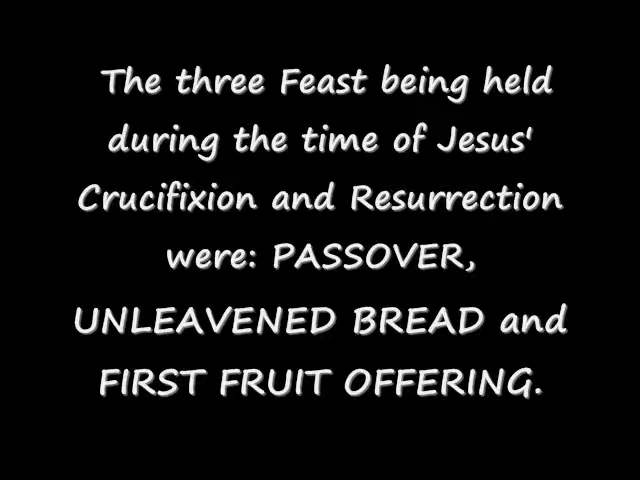 The three Feast being held
during the time of Jesus'
Crucifixion and Resurrection
were: PASSOVER,
UNLEAVENED BREAD and
FIRST FRUIT OFFERING.